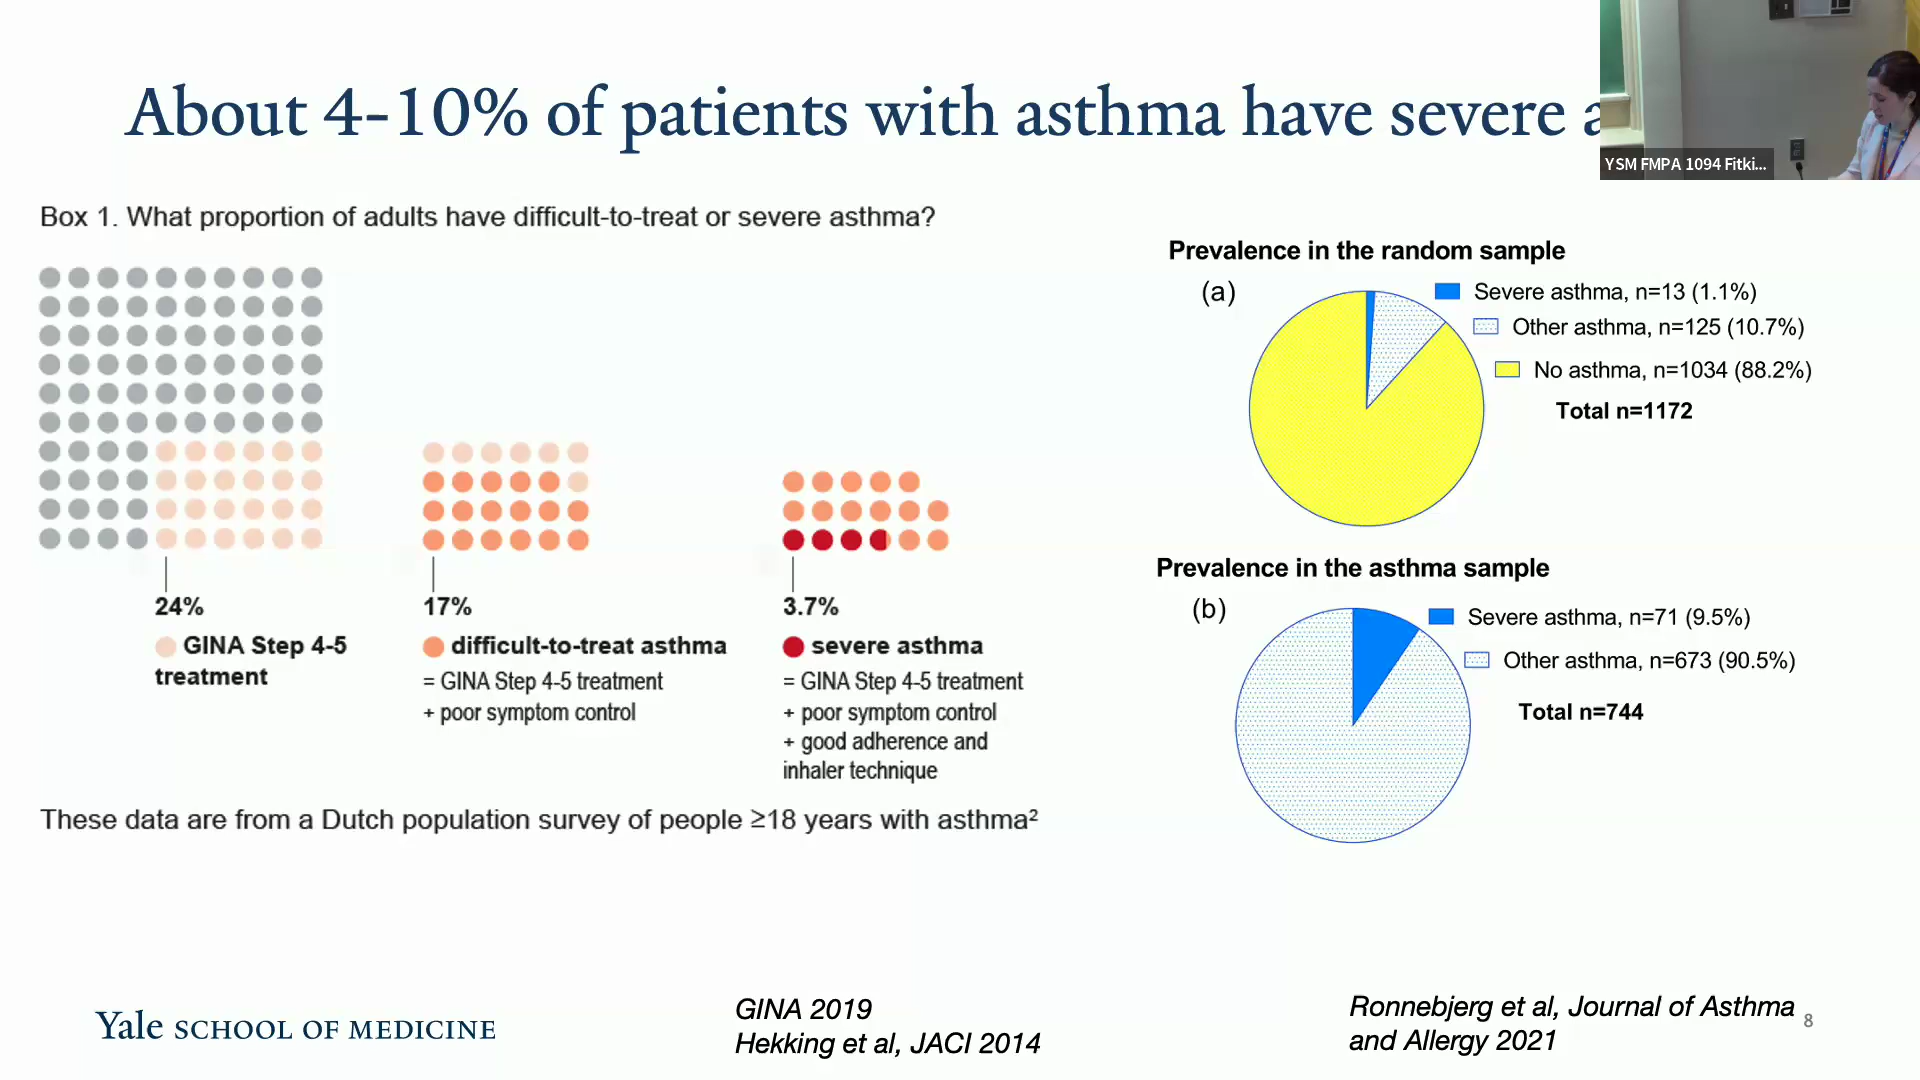 About 4-10% of patients with asthma have severe a
YSM FMPA 1094 Fitki...
Box 1. What proportion of adults have difficult-to-treat or severe asthma?
24%
GINA Step 4-5
treatment
17%
difficult-to-treat asthma
= GINA Step 4-5 treatment
+ poor symptom control
3.7%
severe asthma
= GINA Step 4-5 treatment
+ poor symptom control
+ good adherence and
inhaler technique
These data are from a Dutch population survey of people ≥18 years with asthma²
Prevalence in the random sample
(a)
Severe asthma, n=13 (1.1%)
Other asthma, n=125 (10.7%)
No asthma, n=1034 (88.2%)
Total n=1172
Prevalence in the asthma sample
(b)
Severe asthma, n=71 (9.5%)
Other asthma, n=673 (90.5%)
Total n=744
Yale SCHOOL OF MEDICINE
GINA 2019
Hekking et al, JACI 2014
Ronnebjerg et al, Journal of Asthma
and Allergy 2021
8